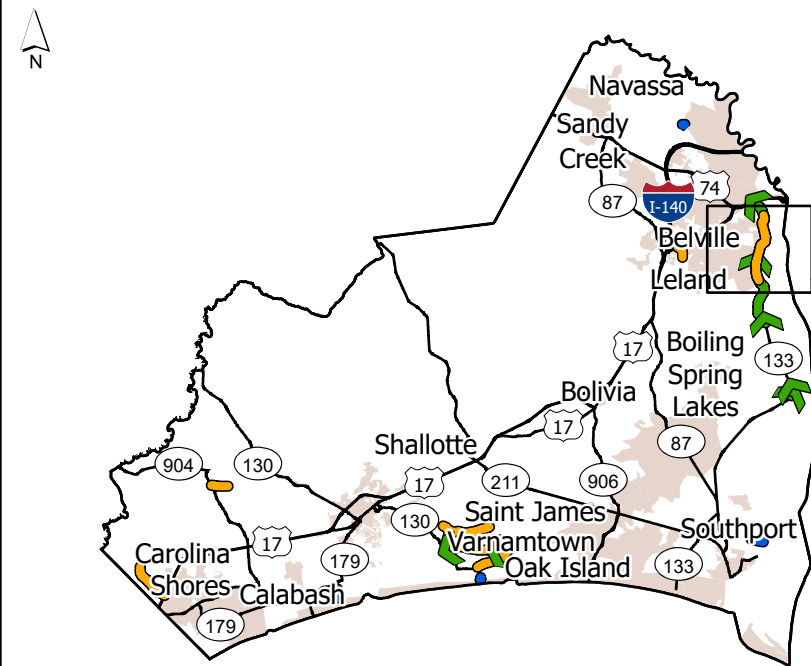 N
Navassa
Sandy
Creek
74
87
I-140
Belville
Leland
17
Boiling
Spring
Lakes
133
Bolivia
17
Shallotte
87
904
130
17
211
906
130
Saint James
Southport
17
Varnamtown
Carolina
Shores
179
Oak Island
133
Calabash
179